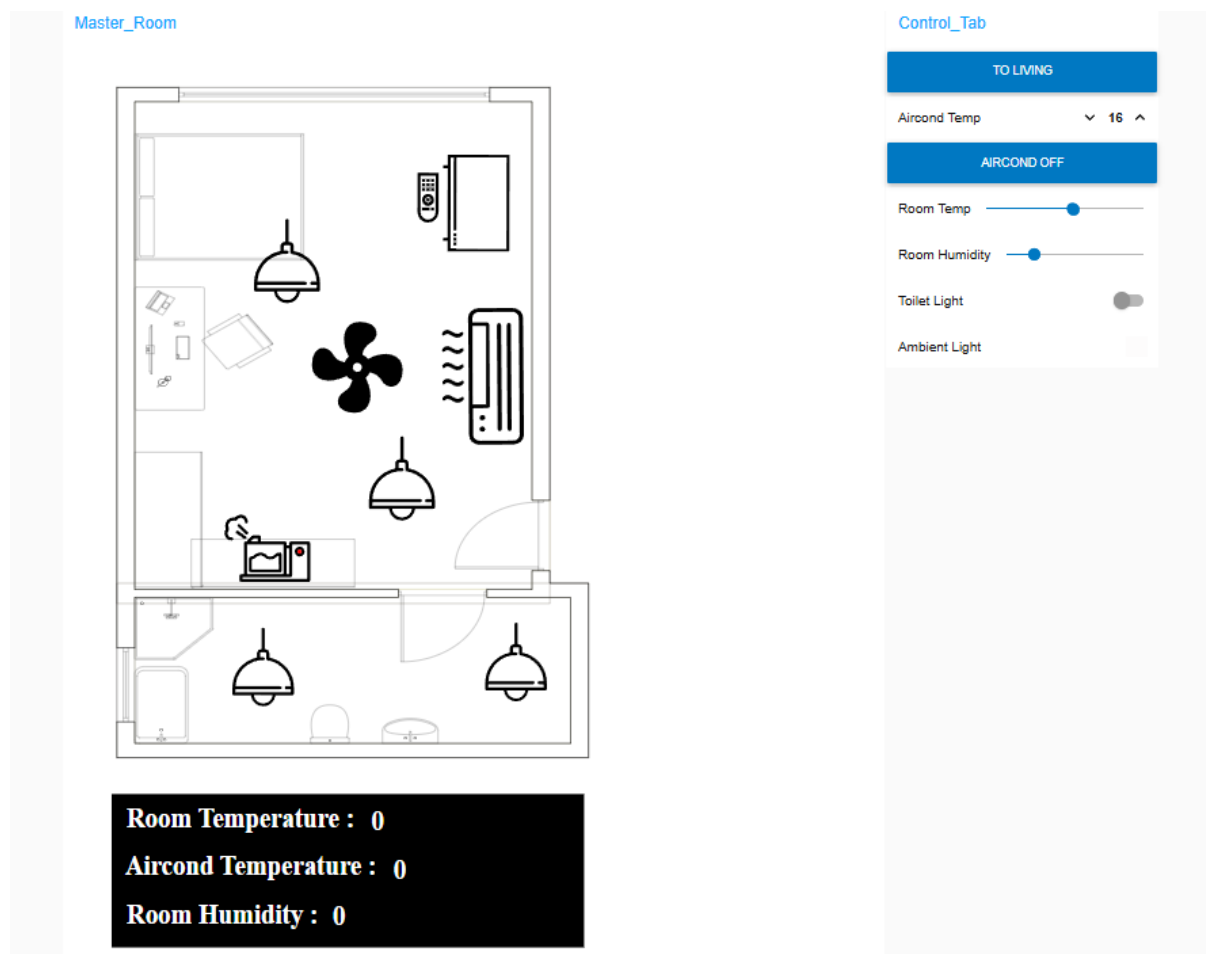 Master_Room
Control_Tab
TO LIVING
Aircond Temp 16
AIRCOND OFF
Room Temp
Room Humidity
Toilet Light
Ambient Light
Room Temperature : 0
Aircond Temperature : 0
Room Humidity : 0